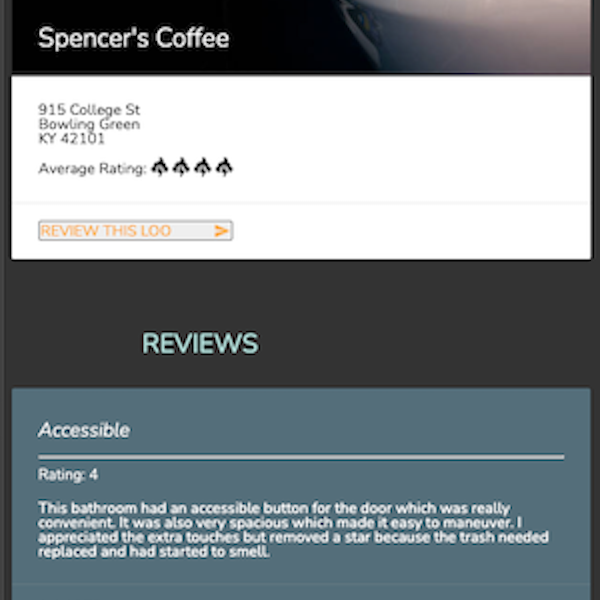 Spencer's Coffee
915 College St
Bowling Green
KY 42101
Average Rating:
REVIEW THIS LOO
REVIEWS
Accessible
Rating: 4
This bathroom had an accessible button for the door which was really
convenient. It was also very spacious which made it easy to maneuver. I
appreciated the extra touches but removed a star because the trash needed
replaced and had started to smell.